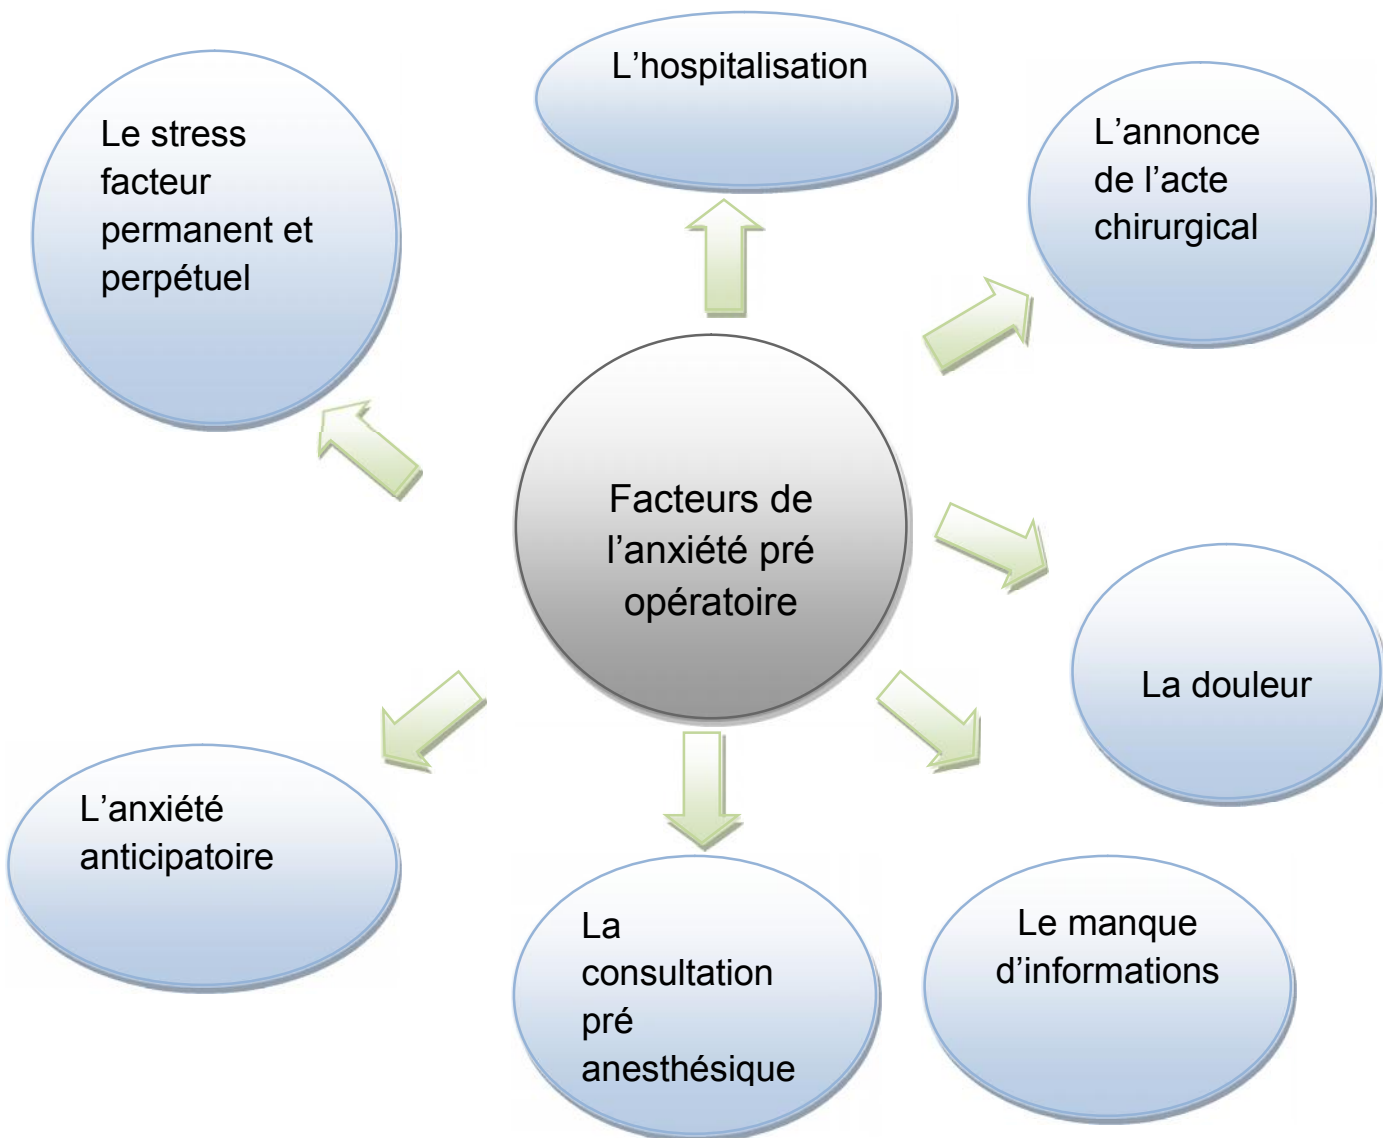 L’hospitalisation
Le stress
facteur
permanent et
perpétuel
L’annonce
de l’acte
chirurgical
Facteurs de
l’anxiété pré
opératoire
La douleur
L’anxiété
anticipatoire
La
consultation
pré
anesthésique
Le manque
d’informations